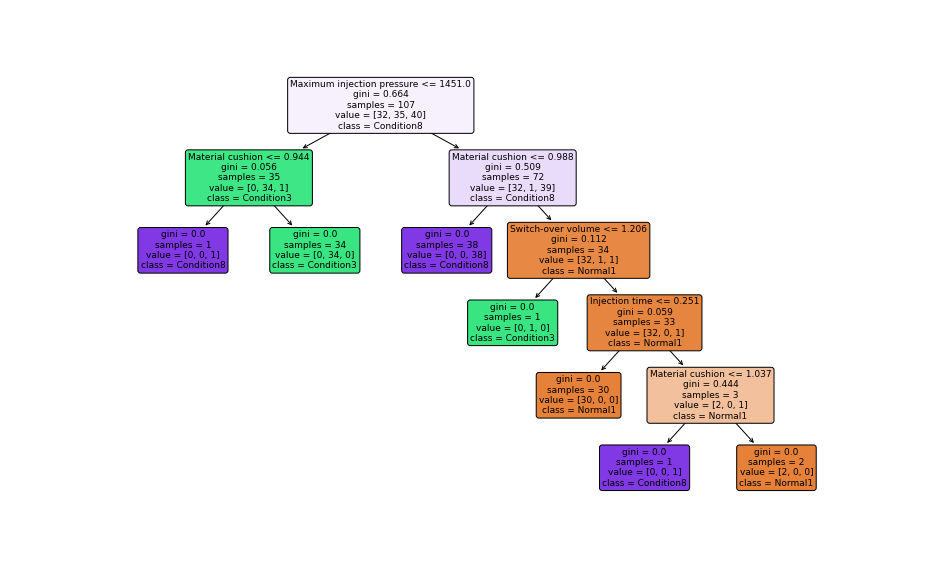 Maximum injection pressure <= 1451.0
gini = 0.664
samples = 107
value = [32, 35, 40]
class = Condition8
Material cushion <= 0.944
gini = 0.056
samples = 35
value = [0, 34, 1]
class = Condition3
Material cushion <= 0.988
gini = 0.509
samples = 72
value = [32, 1, 39]
class = Condition8
gini = 0.0
samples = 1
value = [0, 0, 1]
class = Condition8
gini = 0.0
samples = 34
value = [0, 34, 0]
class = Condition3
gini = 0.0
samples = 38
value = [0, 0, 38]
class = Condition8
Switch-over volume <= 1.206
gini = 0.112
samples = 34
value = [32, 1, 1]
class = Normal1
gini = 0.0
samples = 1
value = [0, 1, 0]
class = Condition3
Injection time <= 0.251
gini = 0.059
samples = 33
value = [32, 0, 1]
class = Normal1
gini = 0.0
samples = 30
value = [30, 0, 0]
class = Normal1
Material cushion <= 1.037
gini = 0.444
samples = 3
value = [2, 0, 1]
class = Normal1
gini = 0.0
samples = 1
value = [0, 0, 1]
class = Condition8
gini = 0.0
samples = 2
value = [2, 0, 0]
class = Normal1